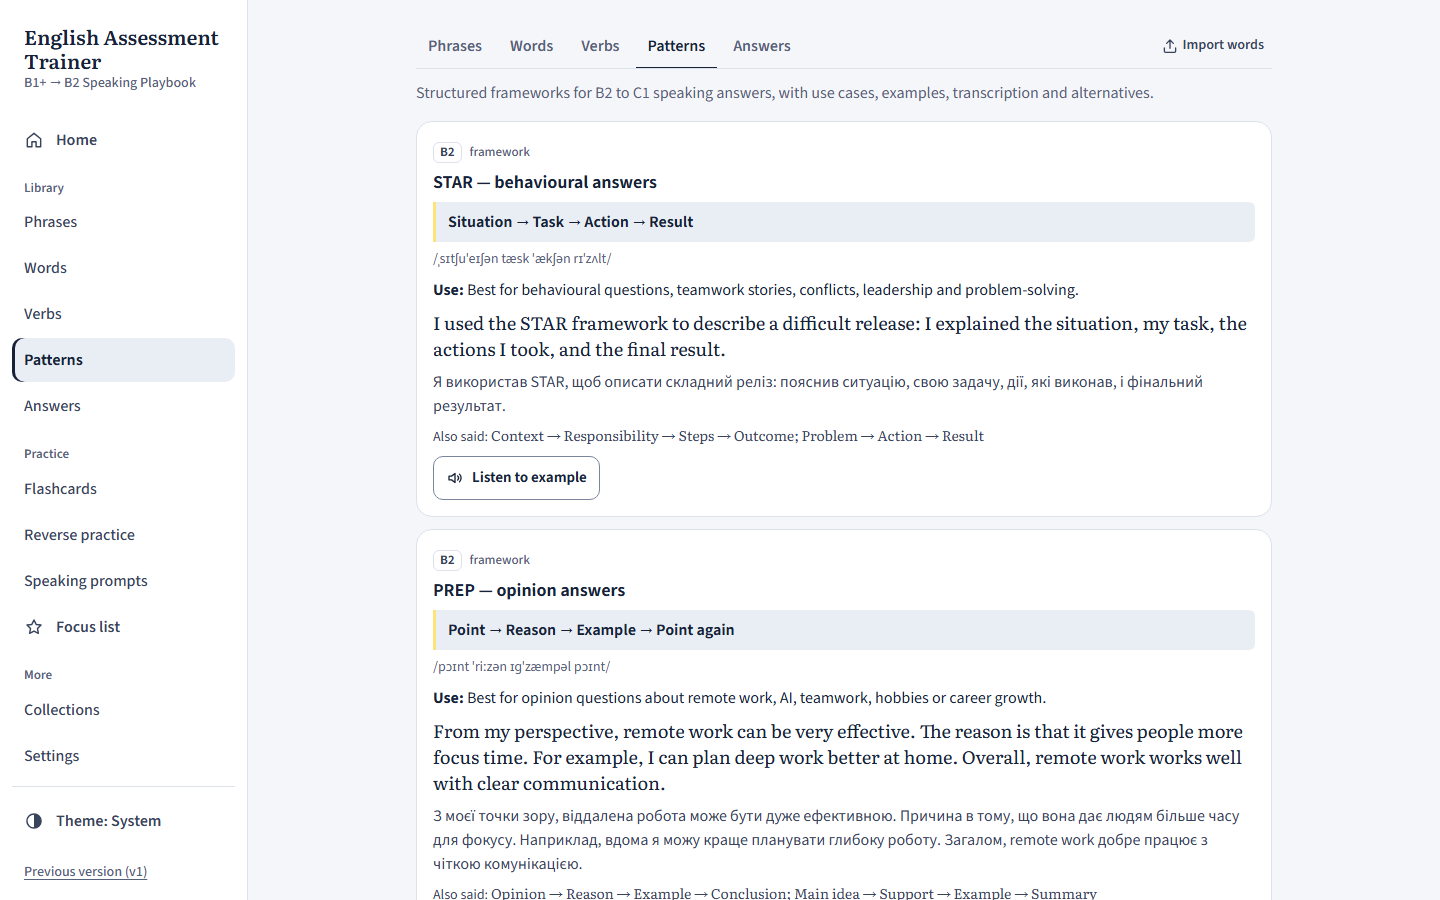 English Assessment
Trainer
B1+ → B2 Speaking Playbook
Home
Library
Phrases
Words
Verbs
Patterns
Answers
Practice
Flashcards
Reverse practice
Speaking prompts
Focus list
More
Collections
Settings
Theme: System
Previous version (v1)
Phrases Words Verbs Patterns Answers Import words
Structured frameworks for B2 to C1 speaking answers, with use cases, examples, transcription and alternatives.
B2 framework
STAR — behavioural answers
Situation → Task → Action → Result
/ˌsɪtʃuˈeɪʃən tæsk ˈækʃən rɪˈzʌlt/
Use: Best for behavioural questions, teamwork stories, conflicts, leadership and problem-solving.
I used the STAR framework to describe a difficult release: I explained the situation, my task, the
actions I took, and the final result.
Я використав STAR, щоб описати складний реліз: пояснив ситуацію, свою задачу, дії, які виконав, і фінальний
результат.
Also said: Context → Responsibility → Steps → Outcome; Problem → Action → Result
Listen to example
B2 framework
PREP — opinion answers
Point → Reason → Example → Point again
/pɔɪnt ˈriːzən ɪɡˈzæmpəl pɔɪnt/
Use: Best for opinion questions about remote work, AI, teamwork, hobbies or career growth.
From my perspective, remote work can be very effective. The reason is that it gives people more
focus time. For example, I can plan deep work better at home. Overall, remote work works well
with clear communication.
З моєї точки зору, віддалена робота може бути дуже ефективною. Причина в тому, що вона дає людям більше часу
для фокусу. Наприклад, вдома я можу краще планувати глибоку роботу. Загалом, remote work добре працює з
чіткою комунікацією.
Also said: Opinion → Reason → Example → Conclusion; Main idea → Support → Example → Summary